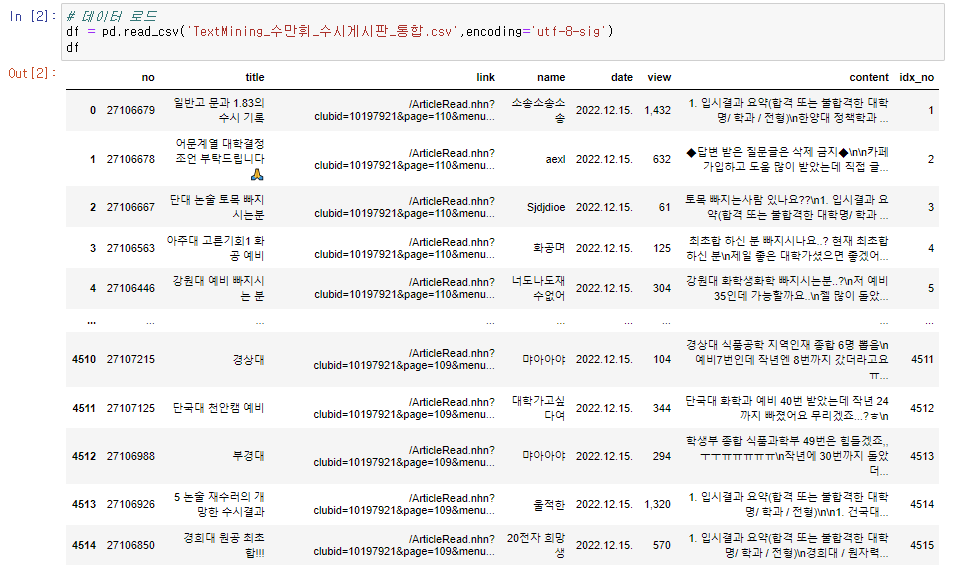 In [2]:
# 데이터 로드
df = pd.read_csv('TextMining_수만휘_수시게시판_통합.csv',encoding='utf-8-sig')
df
Out[2]:
no title link name date view content idx_no
0 27106679 일반고 문과 1.83의 수시 기록 /ArticleRead.nhn?clubid=10197921&page=110&menu... 소송소송소송 2022.12.15. 1,432 1. 입시결과 요약(합격 또는 불합격한 대학명/ 학과 / 전형)\n한양대 정책학과 ... 1
1 27106678 어문계열 대학결정 조언 부탁드립니다🙏 /ArticleRead.nhn?clubid=10197921&page=110&menu... aexl 2022.12.15. 632 ◆답변 받은 질문글은 삭제 금지◆\n\n카페 가입하고 도움 많이 받았는데 직접 글... 2
2 27106667 단대 논술 토목 빠지시는분 /ArticleRead.nhn?clubid=10197921&page=110&menu... Sjdjdioe 2022.12.15. 61 토목 빠지는사람 있나요??\n1. 입시결과 요약(합격 또는 불합격한 대학명/ 학과 ... 3
3 27106563 아주대 고른기회1 화공 예비 /ArticleRead.nhn?clubid=10197921&page=110&menu... 화공며 2022.12.15. 125 최초합 하신 분 빠지시나요..? 현재 최초합 하신 분\n제일 좋은 대학가셨으면 좋겠어... 4
4 27106446 강원대 예비 빠지시는 분 /ArticleRead.nhn?clubid=10197921&page=110&menu... 너도나도재수없어 2022.12.15. 304 강원대 화학생화학 빠지시는분..?\n저 예비 35인데 가능할까요..\n젤 많이 돌았... 5
... ... ... ... ... ... ... ... ...
4510 27107215 경상대 /ArticleRead.nhn?clubid=10197921&page=109&menu... 먀아아야 2022.12.15. 104 경상대 식품공학 지역인재 종합 6명 뽑음\n예비7번인데 작년엔 8번까지 갔더라고요ㅠ... 4511
4511 27107125 단국대 천안캠 예비 /ArticleRead.nhn?clubid=10197921&page=109&menu... 대학가고싶다여 2022.12.15. 344 단국대 화학과 예비 40번 받았는데 작년 24까지 빠졌어요 무리겠죠...?ㅎ\n 4512
4512 27106988 부경대 /ArticleRead.nhn?clubid=10197921&page=109&menu... 먀아아야 2022.12.15. 294 학생부 종합 식품과학부 49번은 힘들겠죠,,ㅜㅜㅠㅠㅠㅠㅠ\n작년에 30번까지 돌았더... 4513
4513 27106926 5 논술 재수러의 개망한 수시결과 /ArticleRead.nhn?clubid=10197921&page=109&menu... 울적한 2022.12.15. 1,320 1. 입시결과 요약(합격 또는 불합격한 대학명/ 학과 / 전형)\n\n1. 건국대... 4514
4514 27106850 경희대 원공 최초합!!! /ArticleRead.nhn?clubid=10197921&page=109&menu... 20전자 희망생 2022.12.15. 570 1. 입시결과 요약(합격 또는 불합격한 대학명/ 학과 / 전형)\n경희대 / 원자력... 4515